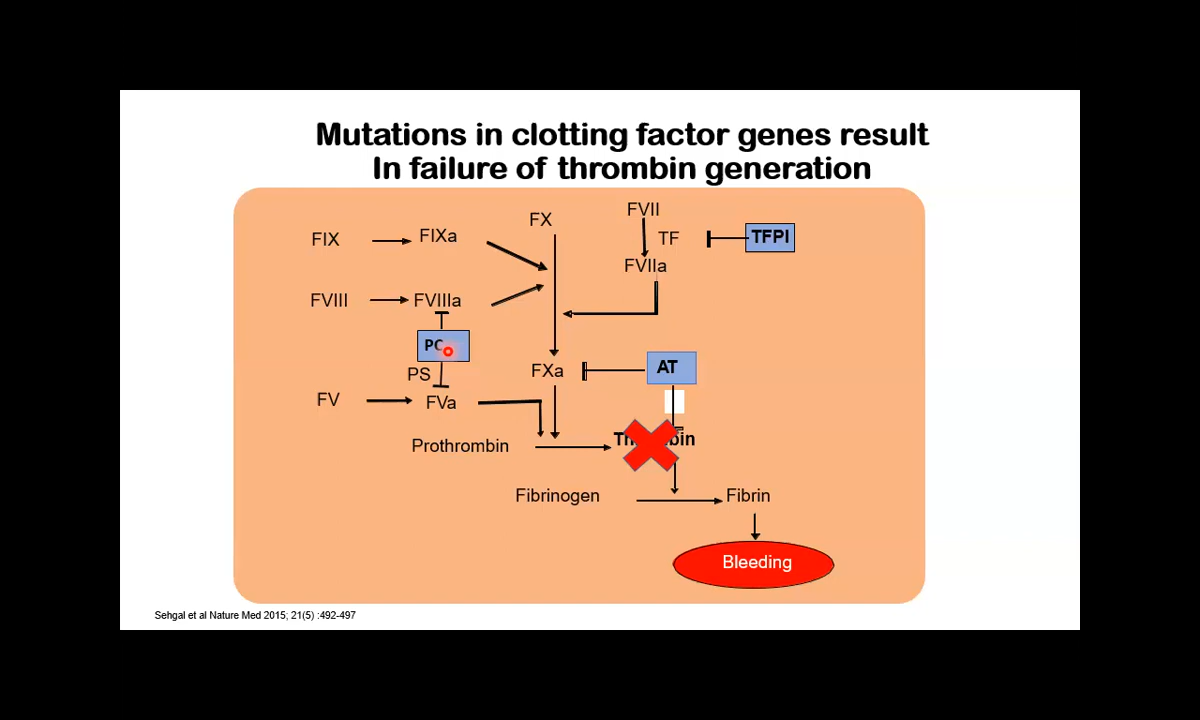 Mutations in clotting factor genes result
In failure of thrombin generation
FVII
FX
FIX
FIXa
TF
TFPI
FVIIa
FVIII
FVIIIa
PC
PS
FXa
AT
FV
FVa
Prothrombin
Fibrinogen
Fibrin
Bleeding
Sehgal et al Nature Med 2015; 21(5) :492-497